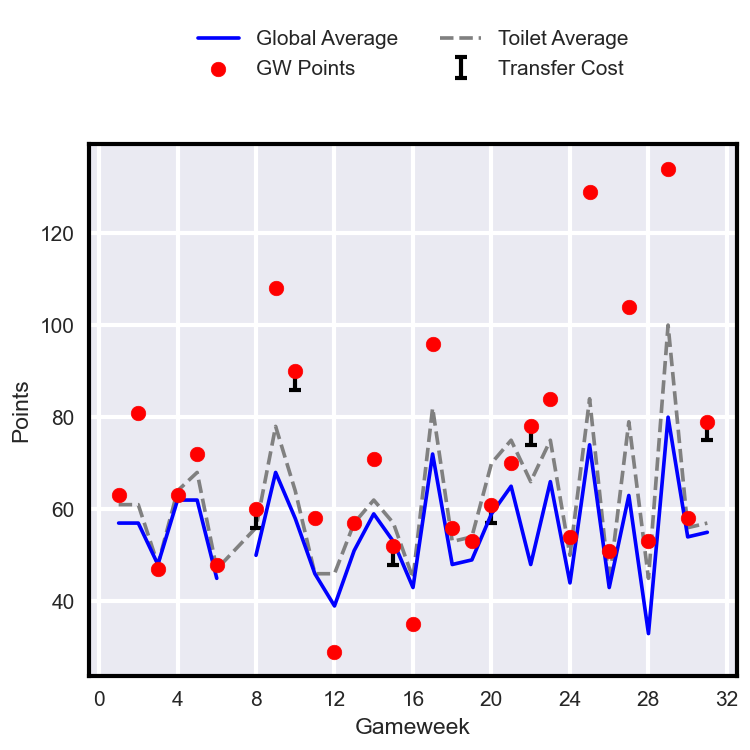 Global Average
Toilet Average
GW Points
Transfer Cost
120
100
80
60
40
Points
0
4
8
12
16
20
24
28
32
Gameweek